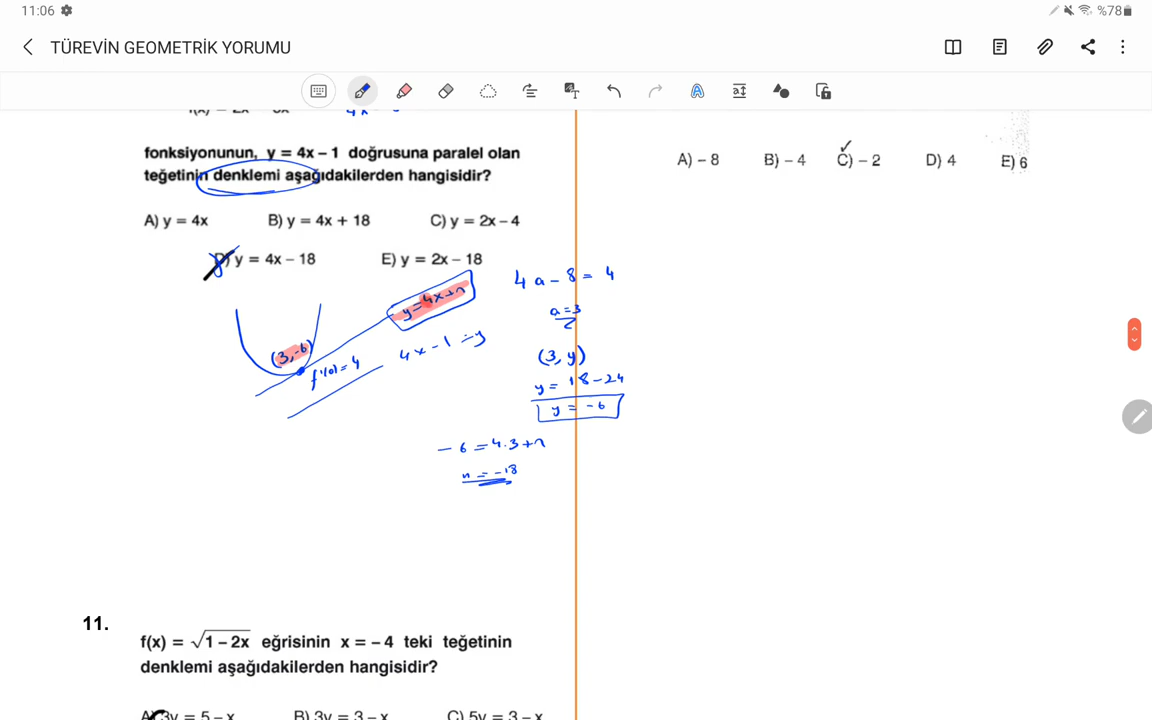 11:06 %78
TÜREVİN GEOMETRİK YORUMU
fonksiyonunun, y = 4x – 1 doğrusuna paralel olan
teğetinin denklemi aşağıdakilerden hangisidir?
A) y = 4x B) y = 4x + 18 C) y = 2x – 4
D) y = 4x – 18 E) y = 2x – 18
y=4x+n
(3,-6)
4x-1=y
4a-8=4
a=3
(3,y)
y=18-24
y=-6
-6=4.3+n
n=-18
11.
f(x) = √1 – 2x eğrisinin x = – 4 teki teğetinin
denklemi aşağıdakilerden hangisidir?
A) 3y = 5 – x B) 3y = 3 – x C) 5y = 3 – x
A) – 8 B) – 4 C) – 2 D) 4 E) 6